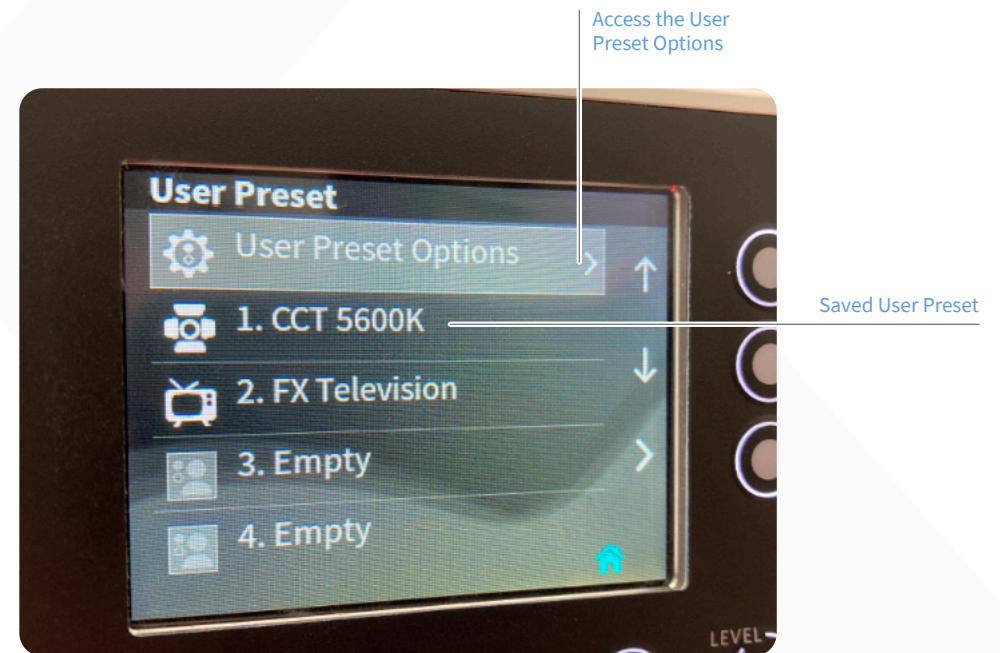 Access the User
Preset Options
User Preset
User Preset Options
1. CCT 5600K
Saved User Preset
2. FX Television
3. Empty
4. Empty
LEVEL